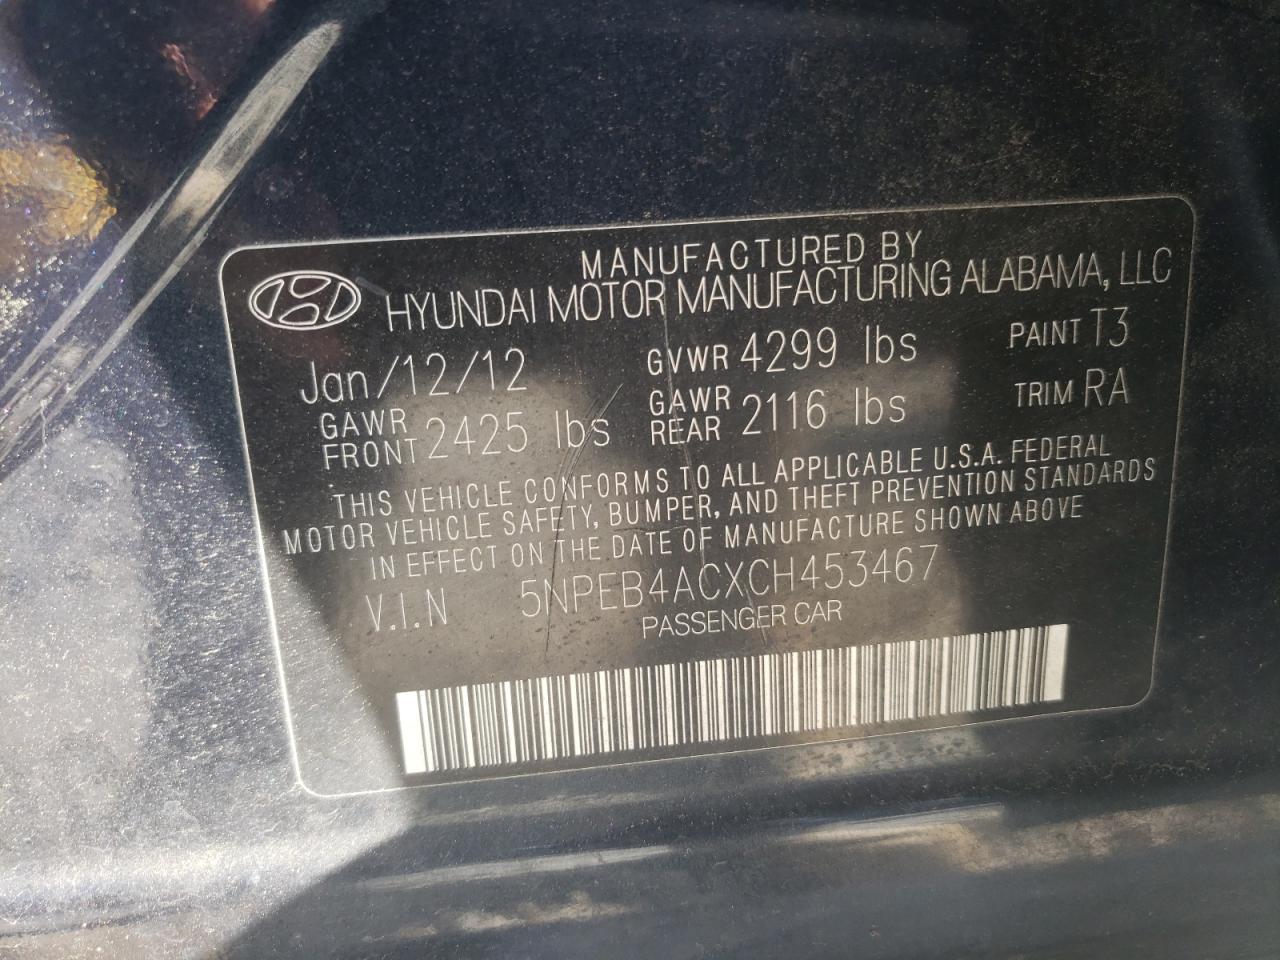 MANUFACTURED BY
HYUNDAI MOTOR MANUFACTURING ALABAMA, LLC
Jan/12/12 GVWR 4299 lbs PAINT T3
GAWR FRONT 2425 lbs GAWR REAR 2116 lbs TRIM RA
THIS VEHICLE CONFORMS TO ALL APPLICABLE U.S.A. FEDERAL
MOTOR VEHICLE SAFETY, BUMPER, AND THEFT PREVENTION STANDARDS
IN EFFECT ON THE DATE OF MANUFACTURE SHOWN ABOVE
V.I.N 5NPEB4ACXCH453467
PASSENGER CAR